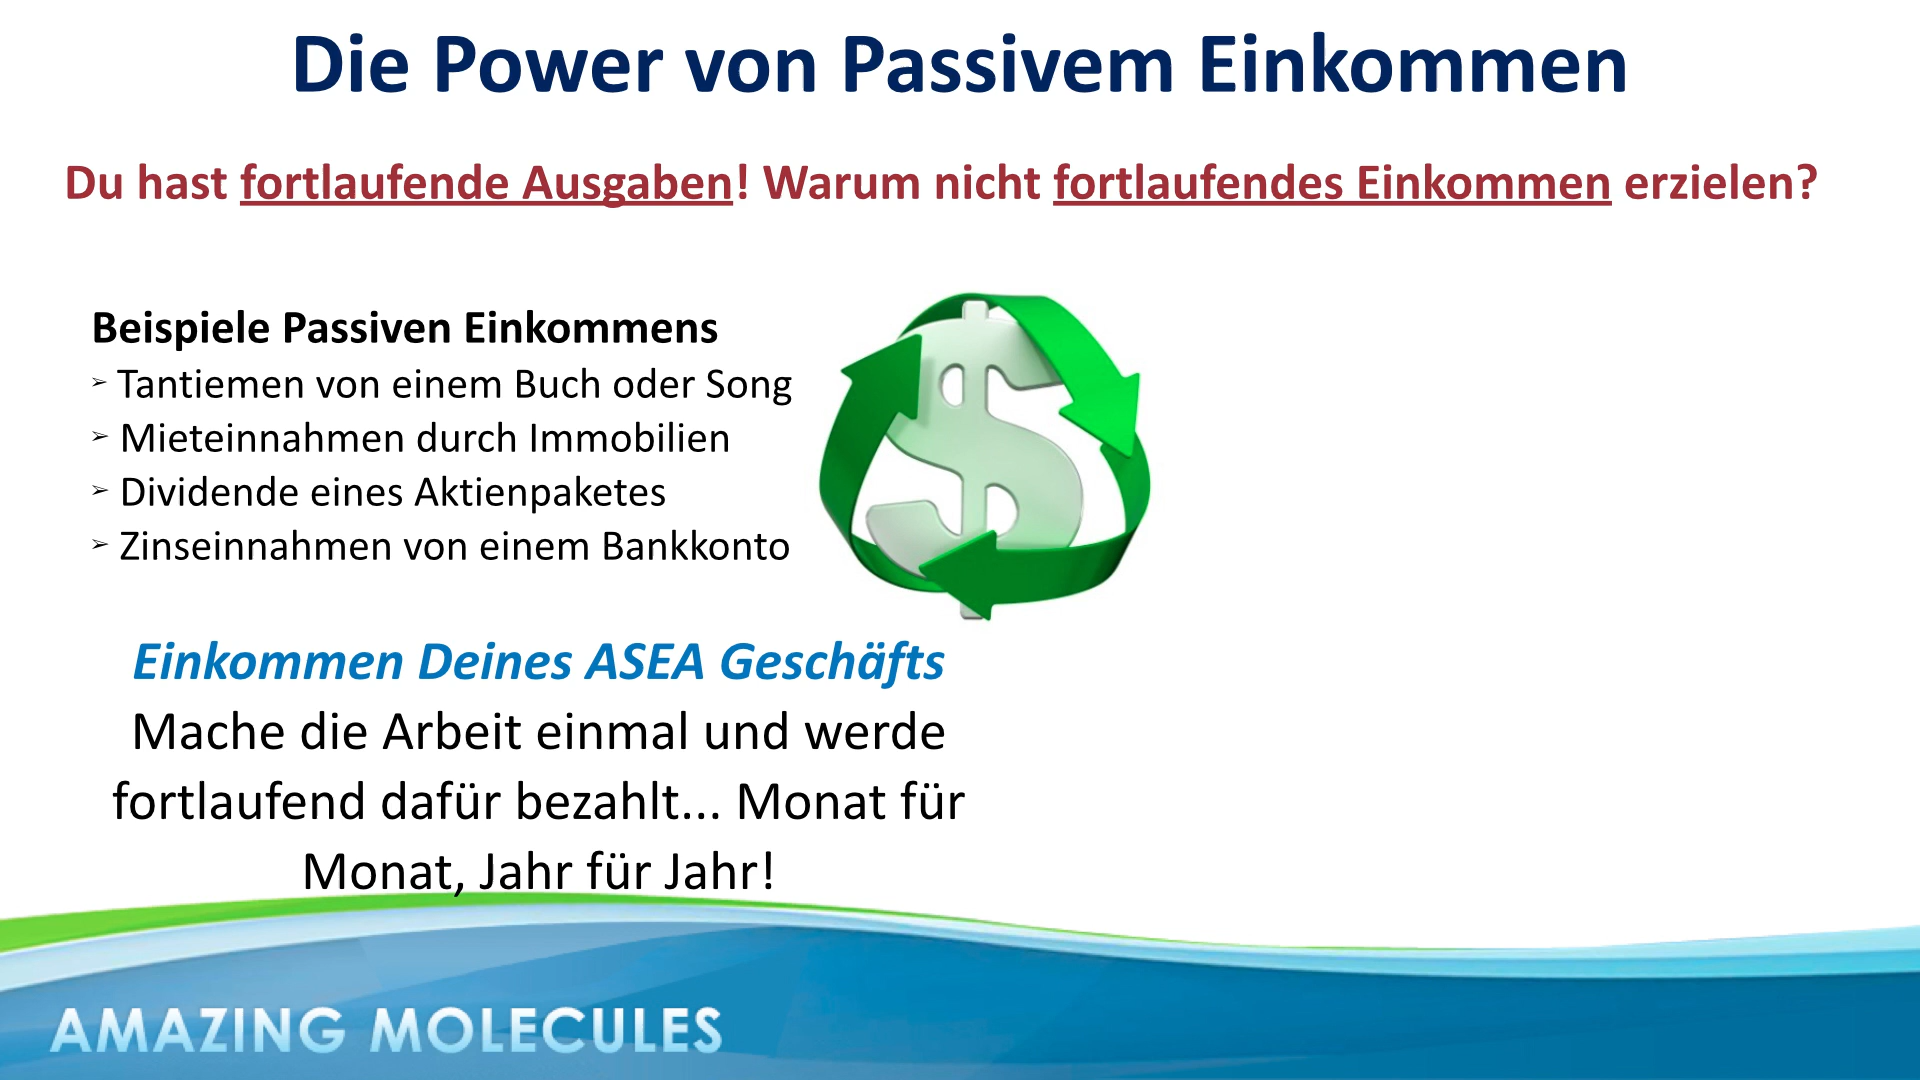 Die Power von Passivem Einkommen
Du hast fortlaufende Ausgaben! Warum nicht fortlaufendes Einkommen erzielen?
Beispiele Passiven Einkommens
➢ Tantiemen von einem Buch oder Song
➢ Mieteinnahmen durch Immobilien
➢ Dividende eines Aktienpaketes
➢ Zinseinnahmen von einem Bankkonto
$
Einkommen Deines ASEA Geschäfts
Mache die Arbeit einmal und werde
fortlaufend dafür bezahlt... Monat für
Monat, Jahr für Jahr!
AMAZING MOLECULES